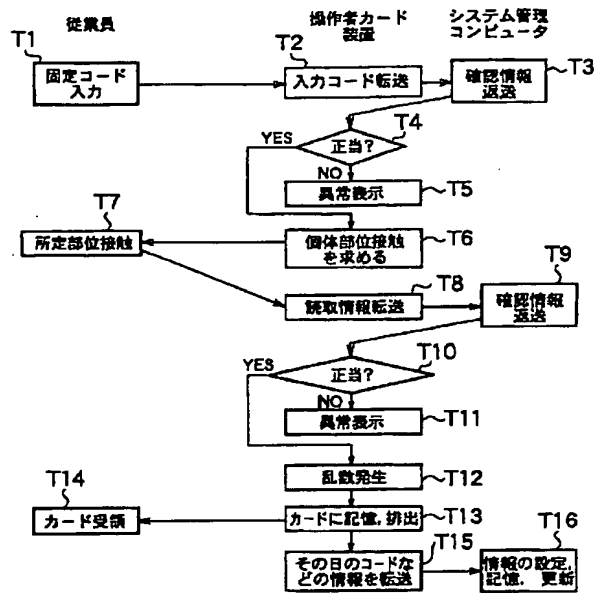 従業員
操作者カード
装置
システム管理
コンピュータ
T1
T2
T3
固定コード
入力
入力コード転送
確認情報
返送
T4
YES
正当?
NO
T5
異常表示
T7
T6
所定部位接触
個体部位接触
を求める
T9
T8
読取情報転送
確認情報
返送
T10
YES
正当?
NO
T11
異常表示
T14
T12
乱数発生
カード受領
カードに記憶,排出
T13
T16
T15
その日のコードな
どの情報を転送
情報の設定,
記憶, 更新